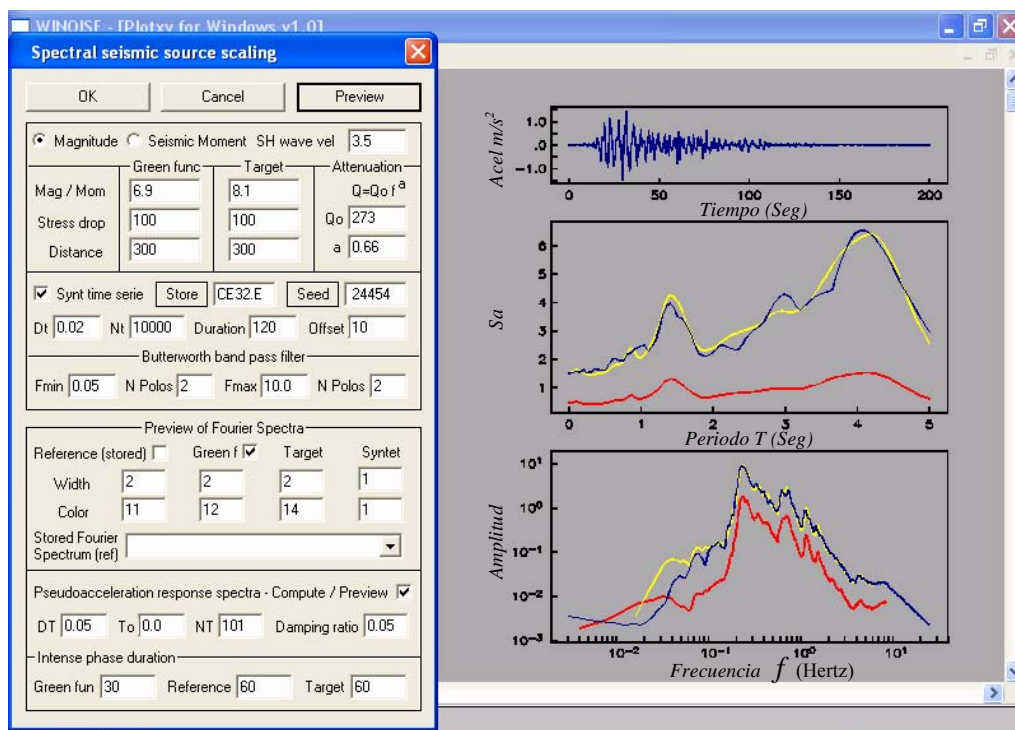 WINOISE - [Plotxy for Windows v1.0]
Spectral seismic source scaling
OK Cancel Preview
Magnitude Seismic Moment SH wave vel 3.5
Green func Target Attenuation
Mag / Mom 6.9 8.1 Q=Qo f a
Stress drop 100 100 Qo 273
Distance 300 300 a 0.66
Synt time serie Store CE32.E Seed 24454
Dt 0.02 Nt 10000 Duration 120 Offset 10
Butterworth band pass filter
Fmin 0.05 N Polos 2 Fmax 10.0 N Polos 2
Preview of Fourier Spectra
Reference (stored) Green f Target Syntet
Width 2 2 2 1
Color 11 12 14 1
Stored Fourier
Spectrum (ref)
Pseudoacceleration response spectra - Compute / Preview
DT 0.05 To 0.0 NT 101 Damping ratio 0.05
Intense phase duration
Green fun 30 Reference 60 Target 60
Acel m/s²
1.0
.0
-1.0
0 50 100 150 200
Tiempo (Seg)
Sa
6
5
4
3
2
1
0 1 2 3 4 5
Periodo T (Seg)
Amplitud
10¹
10⁰
10⁻¹
10⁻²
10⁻³
10⁻² 10⁻¹ 10⁰ 10¹
Frecuencia f (Hertz)